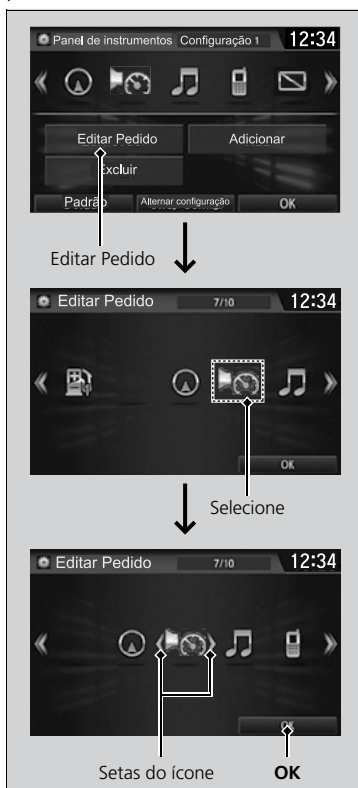 Panel de instrumentos Configuração 1 12:34
Editar Pedido Adicionar
Excluir
Padrão Alternar configuração OK
Editar Pedido
Editar Pedido 7/10 12:34
OK
Selecione
Editar Pedido 7/10 12:34
OK
Setas do ícone OK